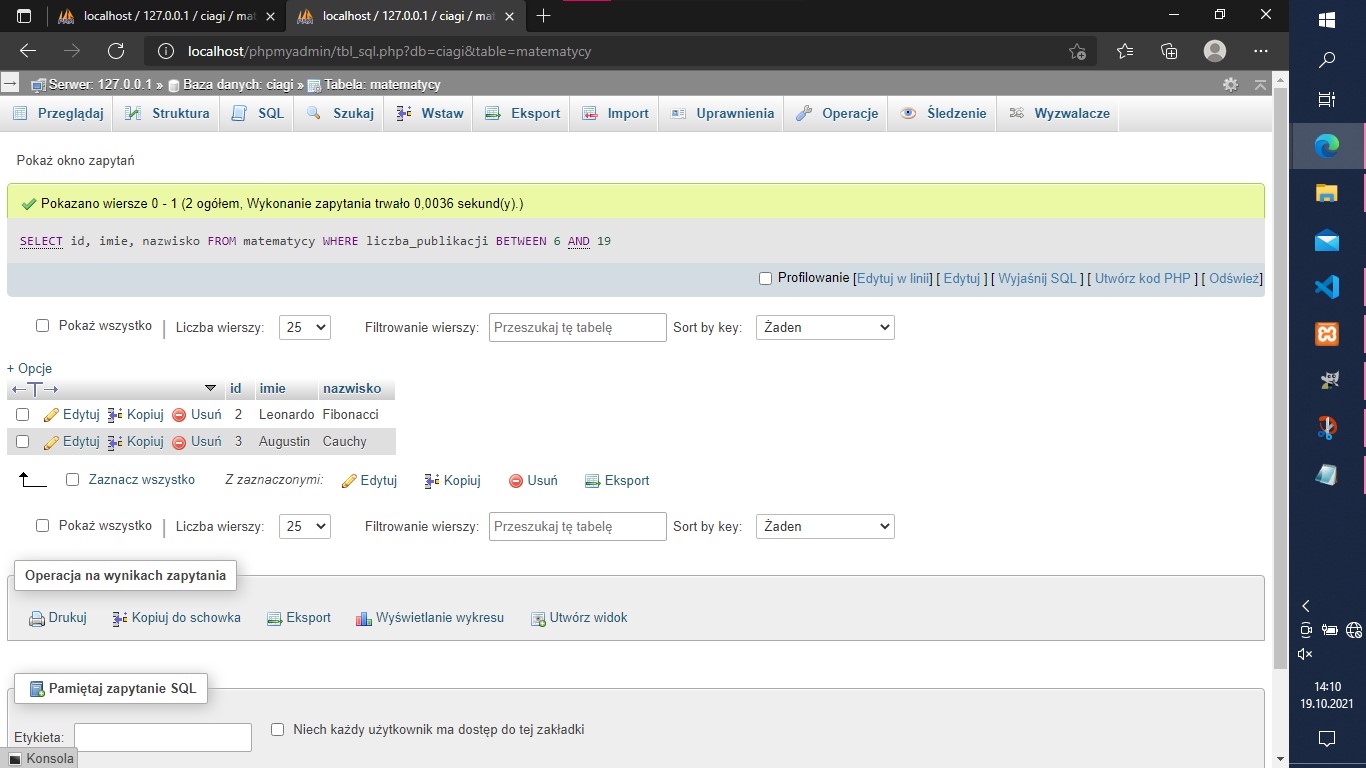 localhost / 127.0.0.1 / ciagi / mat
localhost / 127.0.0.1 / ciagi / mat
localhost/phpmyadmin/tbl_sql.php?db=ciagi&table=matematycy
Serwer: 127.0.0.1 » Baza danych: ciagi » Tabela: matematycy
Przeglądaj Struktura SQL Szukaj Wstaw Eksport Import Uprawnienia Operacje Śledzenie Wyzwalacze
Pokaż okno zapytań
Pokazano wiersze 0 - 1 (2 ogółem, Wykonanie zapytania trwało 0,0036 sekund(y).)
SELECT id, imie, nazwisko FROM matematycy WHERE liczba_publikacji BETWEEN 6 AND 19
Profilowanie [Edytuj w linii] [ Edytuj ] [ Wyjaśnij SQL ] [ Utwórz kod PHP ] [ Odśwież]
Pokaż wszystko | Liczba wierszy: 25 Filtrowanie wierszy: Przeszukaj tę tabelę Sort by key: Żaden
+ Opcje
←T→ id imie nazwisko
Edytuj Kopiuj Usuń 2 Leonardo Fibonacci
Edytuj Kopiuj Usuń 3 Augustin Cauchy
Zaznacz wszystko Z zaznaczonymi: Edytuj Kopiuj Usuń Eksport
Pokaż wszystko | Liczba wierszy: 25 Filtrowanie wierszy: Przeszukaj tę tabelę Sort by key: Żaden
Operacja na wynikach zapytania
Drukuj Kopiuj do schowka Eksport Wyświetlanie wykresu Utwórz widok
Pamiętaj zapytanie SQL
Etykieta: Niech każdy użytkownik ma dostęp do tej zakładki
Konsola
14:10
19.10.2021